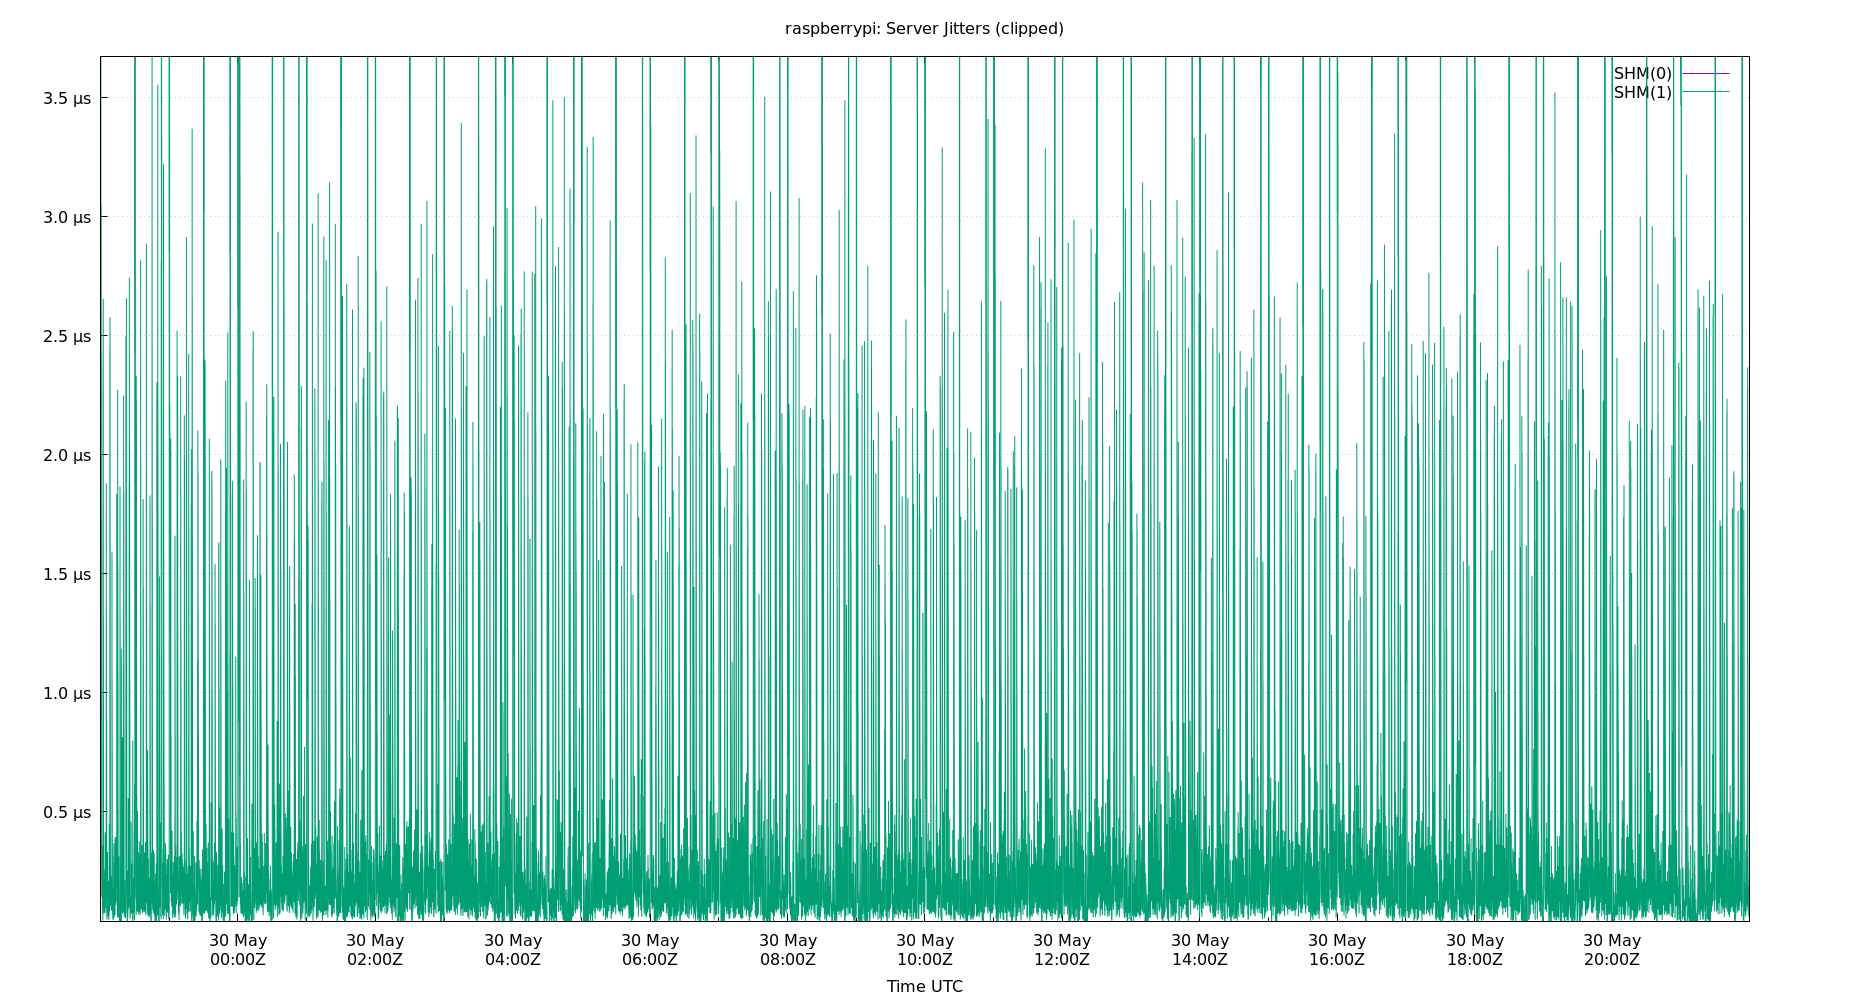 raspberrypi: Server Jitters (clipped)
SHM(0)
SHM(1)
3.5 µs
3.0 µs
2.5 µs
2.0 µs
1.5 µs
1.0 µs
0.5 µs
30 May 30 May 30 May 30 May 30 May 30 May 30 May 30 May 30 May 30 May 30 May
00:00Z 02:00Z 04:00Z 06:00Z 08:00Z 10:00Z 12:00Z 14:00Z 16:00Z 18:00Z 20:00Z
Time UTC